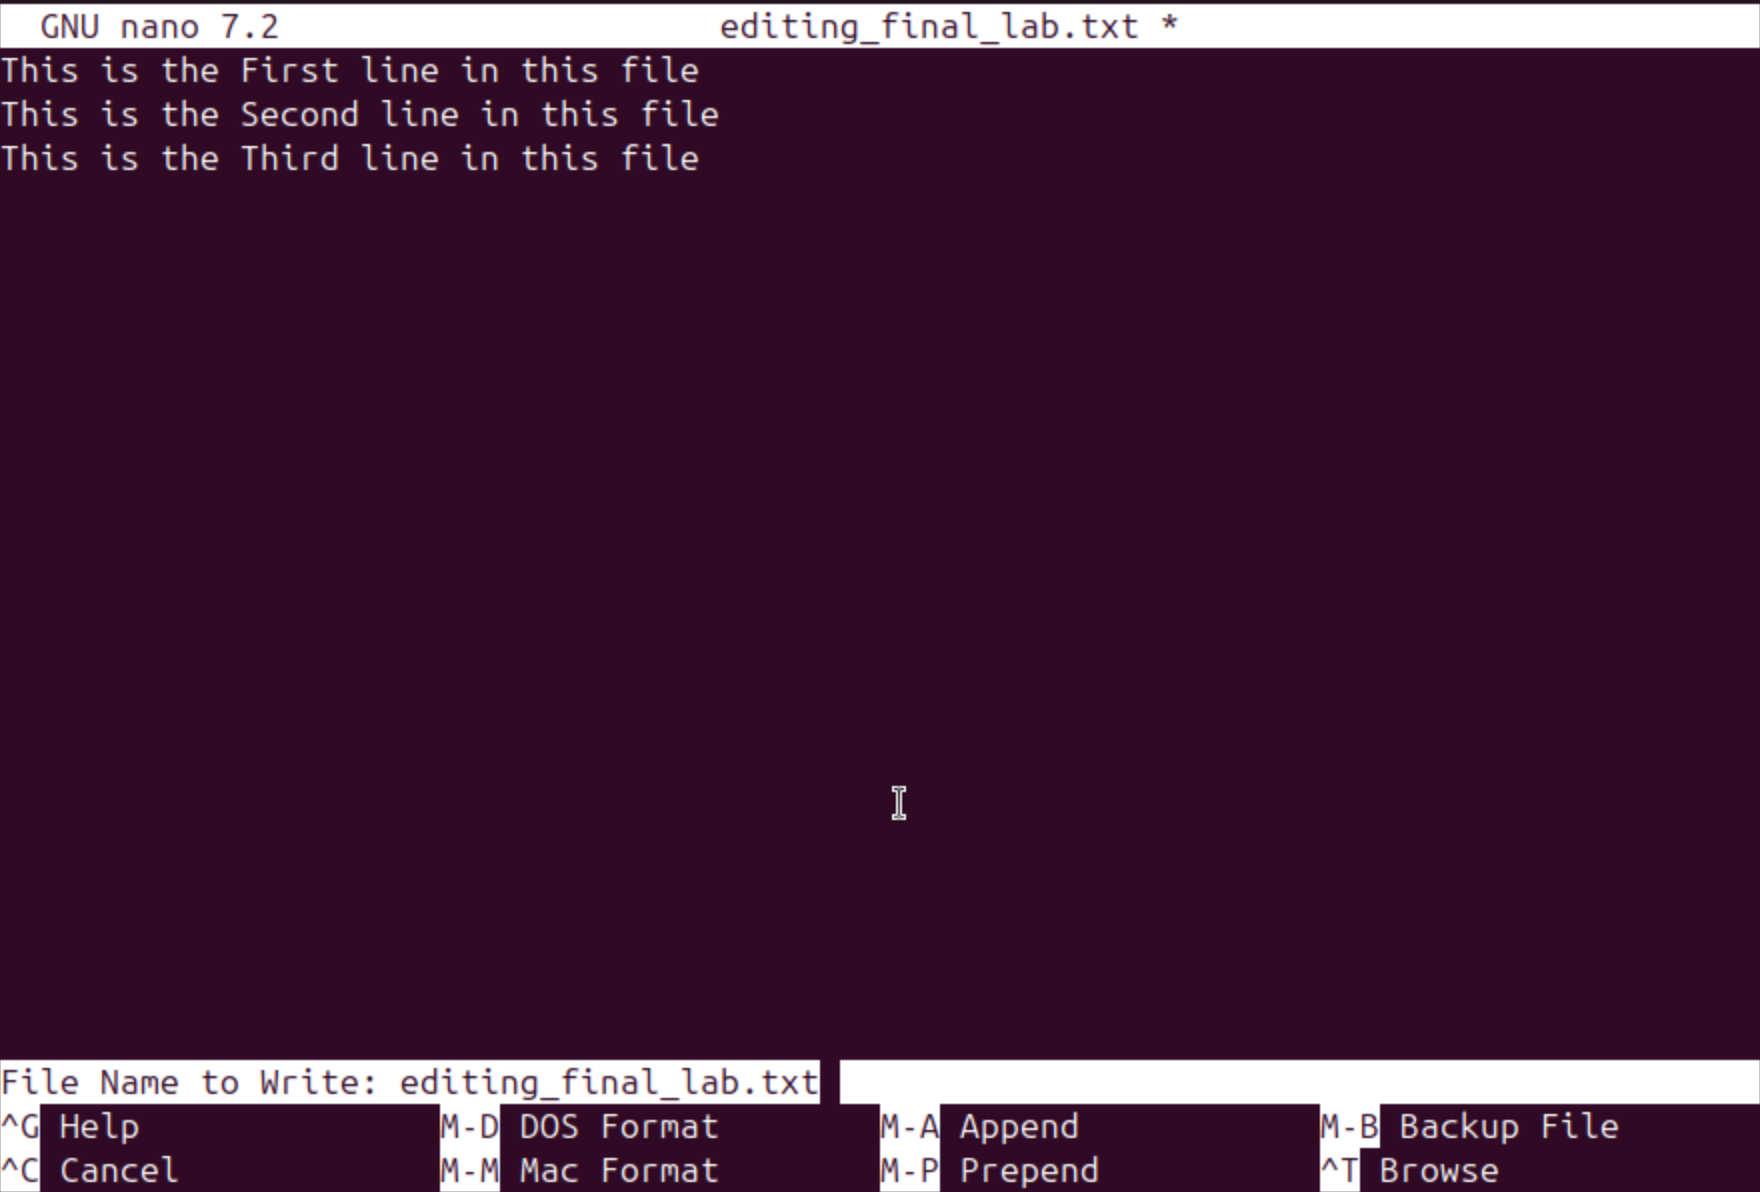 GNU nano 7.2 editing_final_lab.txt *
This is the First line in this file
This is the Second line in this file
This is the Third line in this file
File Name to Write: editing_final_lab.txt
^G Help M-D DOS Format M-A Append M-B Backup File
^C Cancel M-M Mac Format M-P Prepend ^T Browse